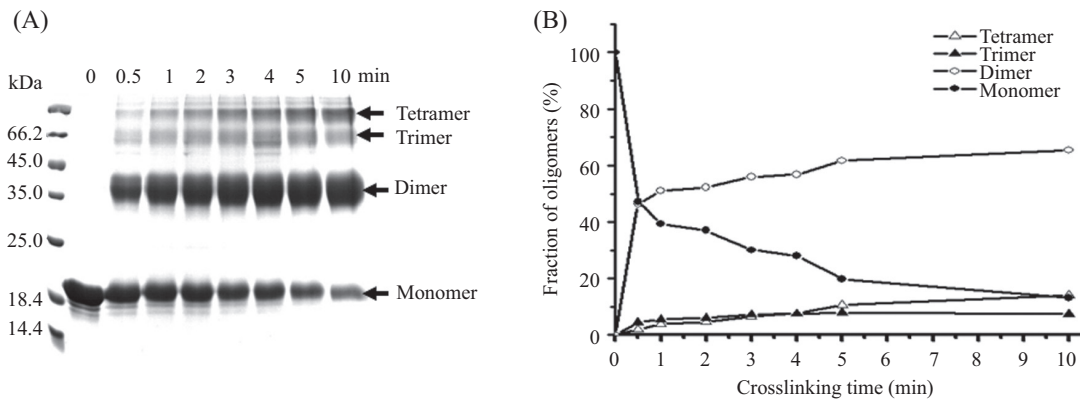 (A)
kDa
0 0.5 1 2 3 4 5 10 min
66.2
45.0
35.0
25.0
18.4
14.4
Tetramer
Trimer
Dimer
Monomer
(B)
Fraction of oligomers (%)
100
80
60
40
20
0
0 1 2 3 4 5 6 7 8 9 10
Crosslinking time (min)
Tetramer
Trimer
Dimer
Monomer